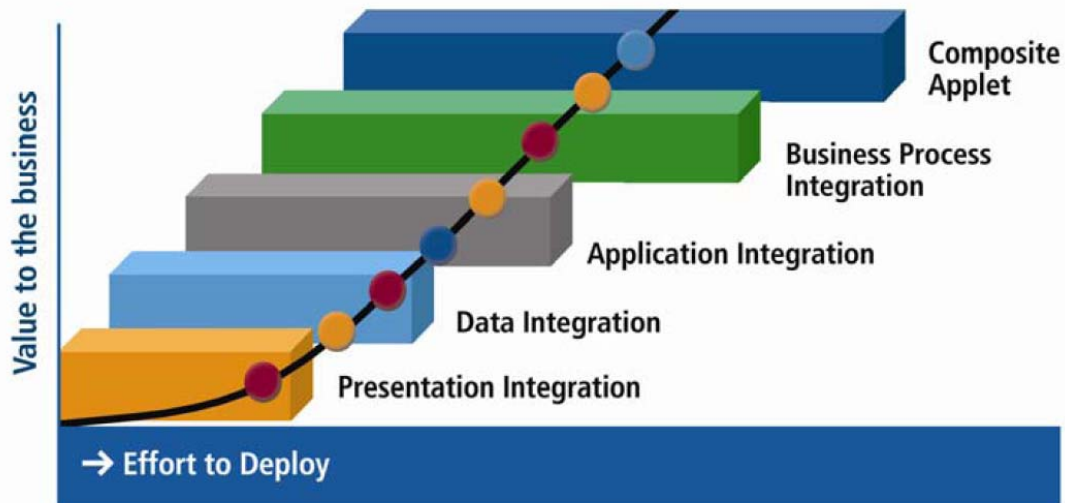 Value to the business
Composite
Applet
Business Process
Integration
Application Integration
Data Integration
Presentation Integration
→ Effort to Deploy